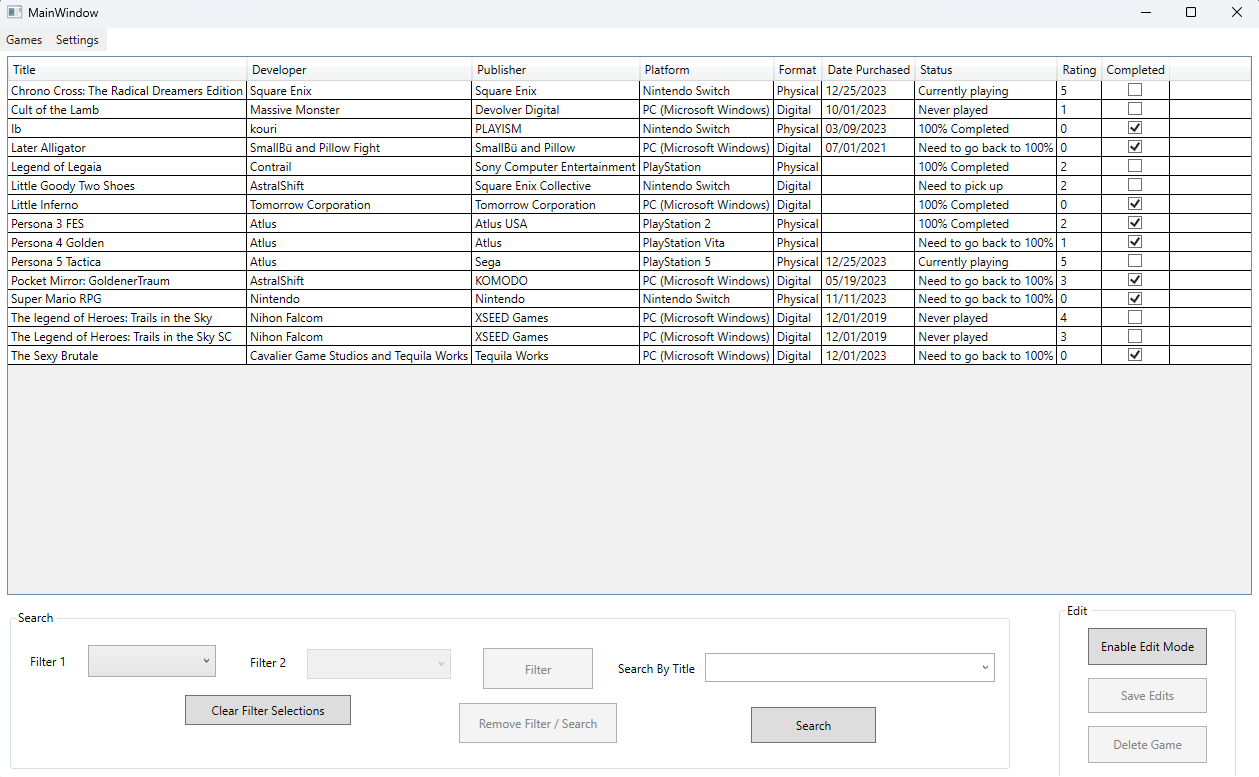 MainWindow
Games Settings
Title Developer Publisher Platform Format Date Purchased Status Rating Completed
Chrono Cross: The Radical Dreamers Edition Square Enix Square Enix Nintendo Switch Physical 12/25/2023 Currently playing 5
Cult of the Lamb Massive Monster Devolver Digital PC (Microsoft Windows) Digital 10/01/2023 Never played 1
Ib kouri PLAYISM Nintendo Switch Physical 03/09/2023 100% Completed 0
Later Alligator SmallBü and Pillow Fight SmallBü and Pillow PC (Microsoft Windows) Digital 07/01/2021 Need to go back to 100% 0
Legend of Legaia Contrail Sony Computer Entertainment PlayStation Physical 100% Completed 2
Little Goody Two Shoes AstralShift Square Enix Collective Nintendo Switch Digital Need to pick up 2
Little Inferno Tomorrow Corporation Tomorrow Corporation PC (Microsoft Windows) Digital 100% Completed 0
Persona 3 FES Atlus Atlus USA PlayStation 2 Physical 100% Completed 2
Persona 4 Golden Atlus Atlus PlayStation Vita Physical Need to go back to 100% 1
Persona 5 Tactica Atlus Sega PlayStation 5 Physical 12/25/2023 Currently playing 5
Pocket Mirror: GoldenerTraum AstralShift KOMODO PC (Microsoft Windows) Digital 05/19/2023 Need to go back to 100% 3
Super Mario RPG Nintendo Nintendo Nintendo Switch Physical 11/11/2023 Need to go back to 100% 0
The legend of Heroes: Trails in the Sky Nihon Falcom XSEED Games PC (Microsoft Windows) Digital 12/01/2019 Never played 4
The Legend of Heroes: Trails in the Sky SC Nihon Falcom XSEED Games PC (Microsoft Windows) Digital 12/01/2019 Never played 3
The Sexy Brutale Cavalier Game Studios and Tequila Works Tequila Works PC (Microsoft Windows) Digital 12/01/2023 Need to go back to 100% 0
Search
Filter 1 Filter 2 Filter Search By Title
Clear Filter Selections Remove Filter / Search Search
Edit
Enable Edit Mode
Save Edits
Delete Game